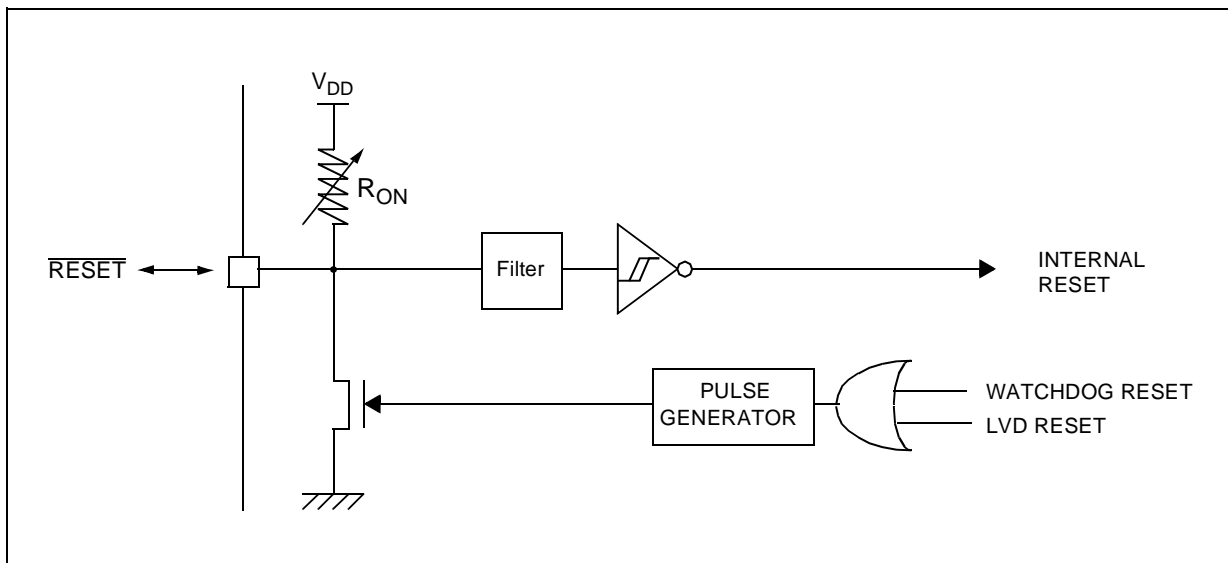 VDD
RON
RESET
Filter
INTERNAL
RESET
PULSE
GENERATOR
WATCHDOG RESET
LVD RESET